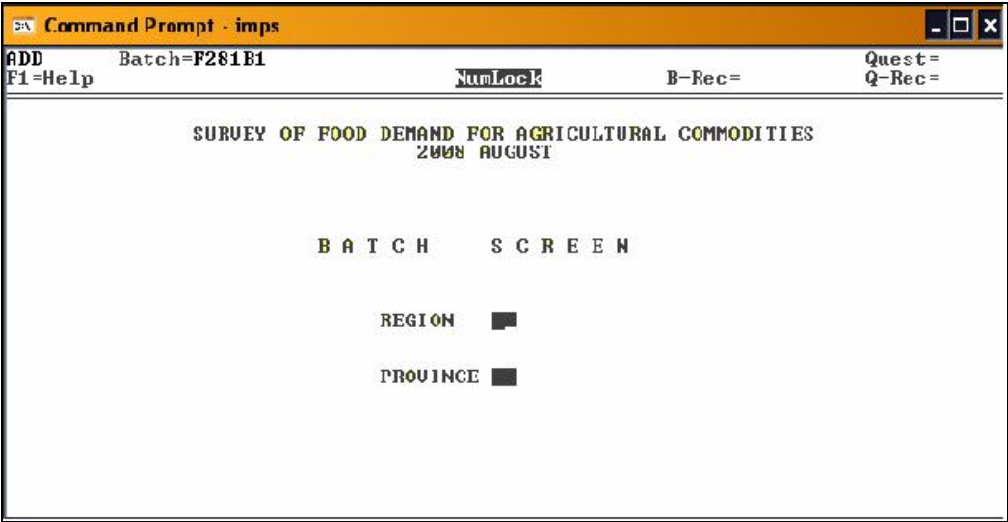 Command Prompt - imps
ADD Batch=F281B1 Quest=
F1=Help NumLock B-Rec= Q-Rec=
SURVEY OF FOOD DEMAND FOR AGRICULTURAL COMMODITIES
2008 AUGUST
B A T C H S C R E E N
REGION
PROVINCE